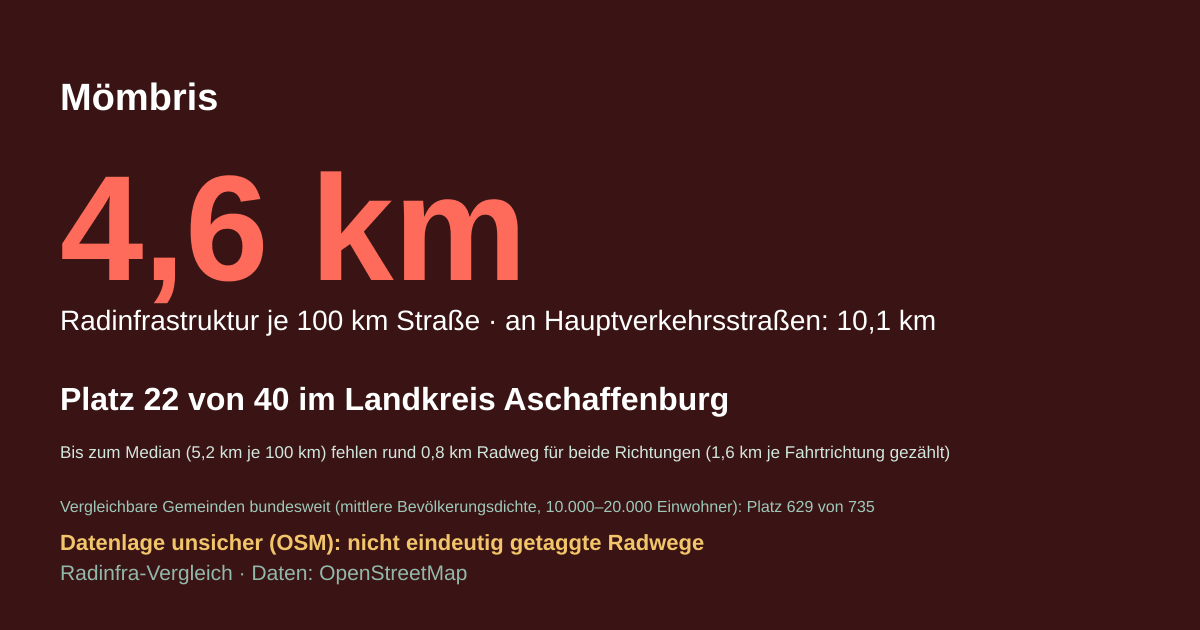 Mömbris
4,6 km
Radinfrastruktur je 100 km Straße · an Hauptverkehrsstraßen: 10,1 km
Platz 22 von 40 im Landkreis Aschaffenburg
Bis zum Median (5,2 km je 100 km) fehlen rund 0,8 km Radweg für beide Richtungen (1,6 km je Fahrtrichtung gezählt)
Vergleichbare Gemeinden bundesweit (mittlere Bevölkerungsdichte, 10.000–20.000 Einwohner): Platz 629 von 735
Datenlage unsicher (OSM): nicht eindeutig getaggte Radwege
Radinfra-Vergleich · Daten: OpenStreetMap